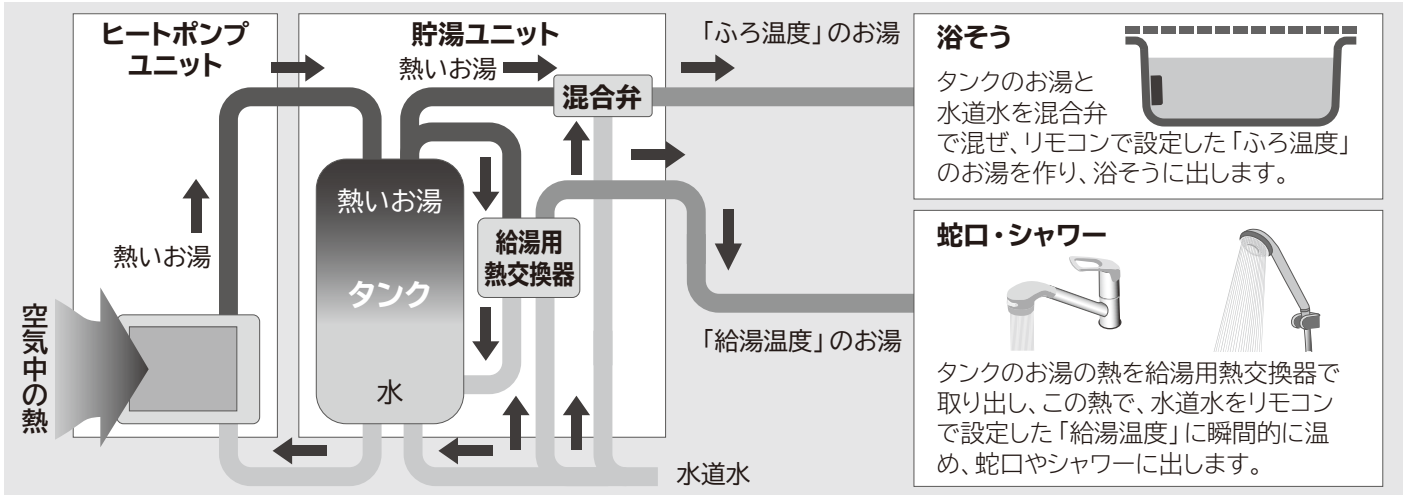 ヒートポンプ
ユニット
貯湯ユニット
熱いお湯
混合弁
「ふろ温度」のお湯
熱いお湯
熱いお湯
給湯用
熱交換器
タンク
水
空気中の熱
「給湯温度」のお湯
水道水
浴そう
タンクのお湯と
水道水を混合弁
で混ぜ、リモコンで設定した「ふろ温度」
のお湯を作り、浴そうに出します。
蛇口・シャワー
タンクのお湯の熱を給湯用熱交換器で
取り出し、この熱で、水道水をリモコン
で設定した「給湯温度」に瞬間的に温
め、蛇口やシャワーに出します。